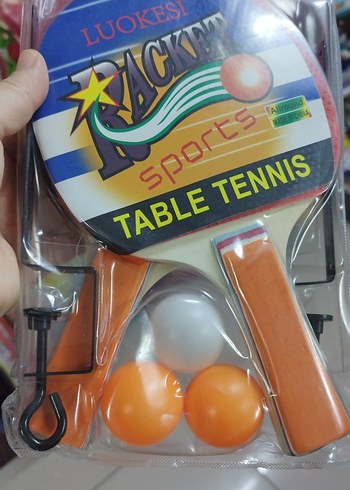 LUOKESI
RACKET
sports
TABLE TENNIS